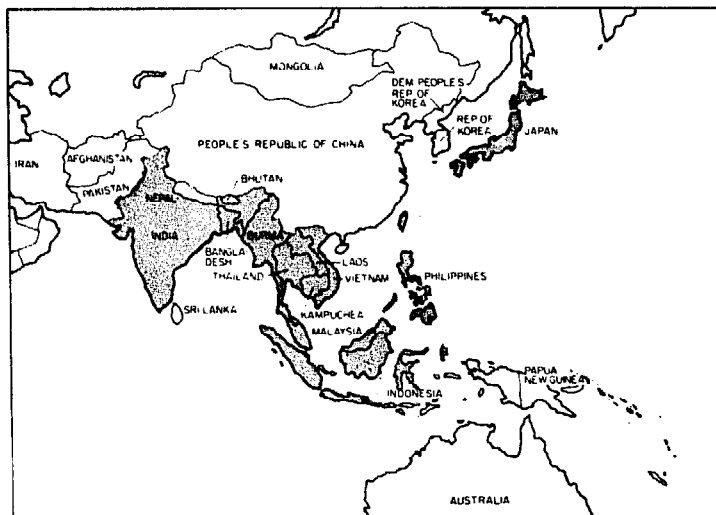 MONGOLIA
DEM PEOPLE'S
REP OF
KOREA
REP OF
KOREA
JAPAN
PEOPLE'S REPUBLIC OF CHINA
IRAN
AFGHANISTAN
PAKISTAN
BHUTAN
NEPAL
INDIA
BURMA
BANGLA
DESH
LAOS
THAILAND
VIETNAM
PHILIPPINES
SRI LANKA
KAMPUCHEA
MALAYSIA
PAPUA
NEW GUINEA
INDONESIA
AUSTRALIA